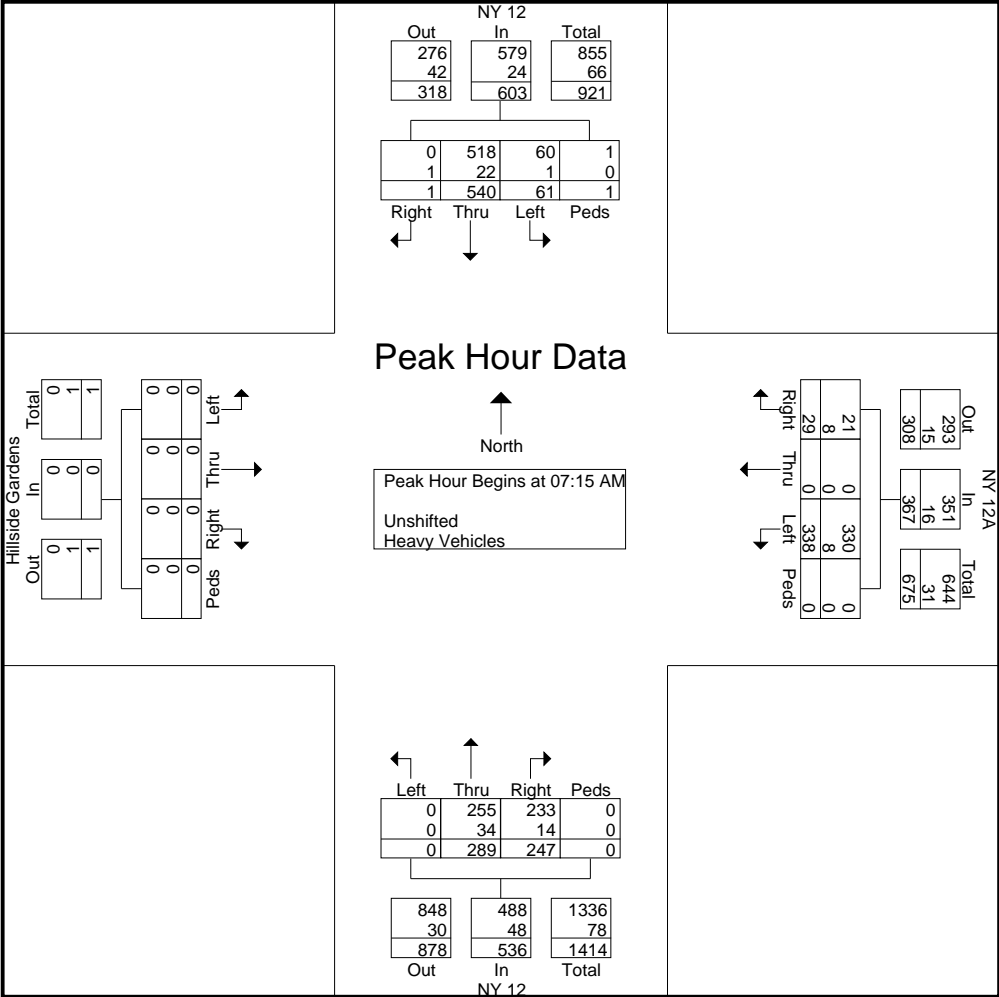 NY 12
Out In Total
276 579 855
42 24 66
318 603 921
0 518 60 1
1 22 1 0
1 540 61 1
Right Thru Left Peds
Peak Hour Data
North
Peak Hour Begins at 07:15 AM
Unshifted
Heavy Vehicles
Hillside Gardens
Out In Total
1 0 1
1 0 1
0 0 0
Peds Right Thru Left
0 0 0 0
0 0 0 0
0 0 0 0
NY 12A
Out In Total
293 351 644
15 16 31
308 367 675
21 0 330 0
8 0 8 0
29 0 338 0
Right Thru Left Peds
Left Thru Right Peds
0 255 233 0
0 34 14 0
0 289 247 0
848 488 1336
30 48 78
878 536 1414
Out In Total
NY 12